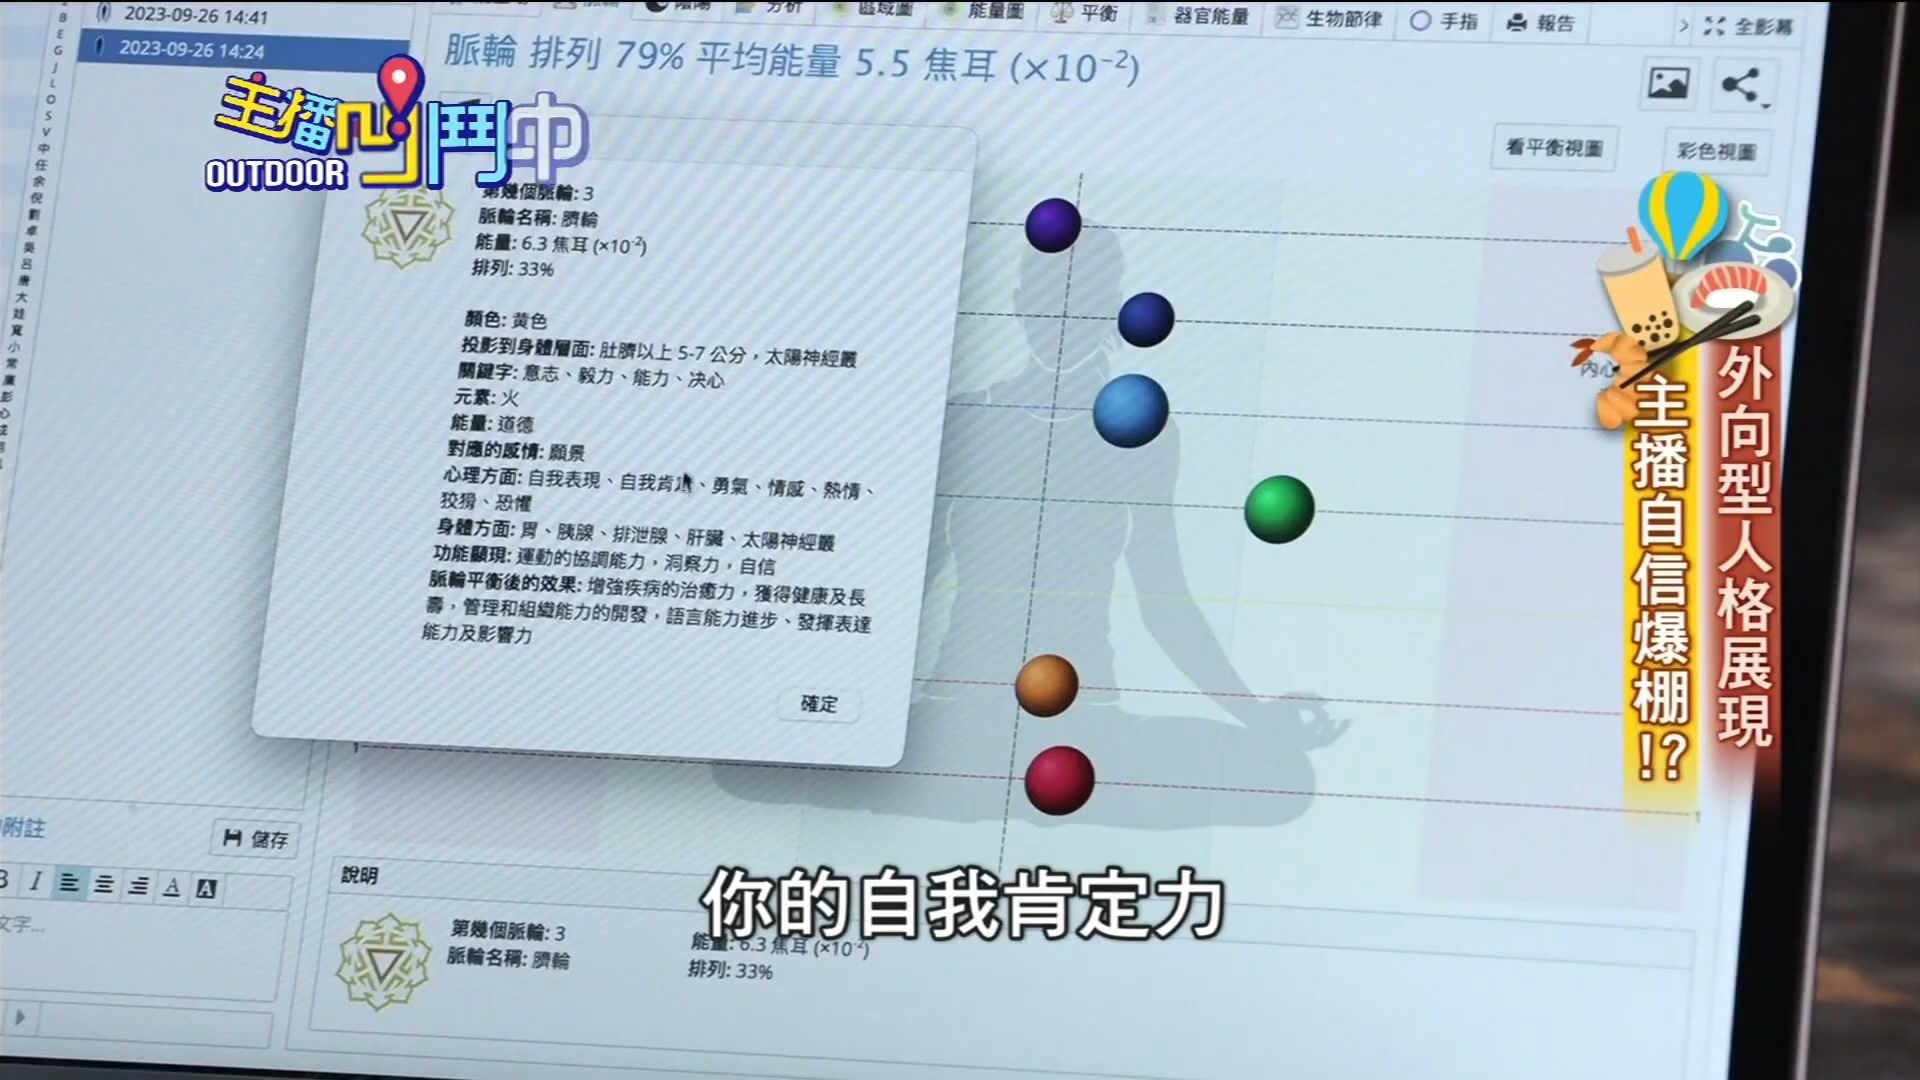 2023-09-26 14:41
2023-09-26 14:24
分析
區域圖
能量圖
平衡
器官能量
生物節律
手指
報告
全影幕
脈輪 排列 79% 平均能量 5.5 焦耳 (×10⁻²)
主播鬥中
OUTDOOR
看平衡視圖
彩色視圖
第幾個脈輪: 3
脈輪名稱: 臍輪
能量: 6.3 焦耳 (×10⁻²)
排列: 33%
顏色: 黃色
投影到身體層面: 肚臍以上 5-7 公分，太陽神經叢
關鍵字: 意志、毅力、能力、決心
元素: 火
能量: 道德
對應的感情: 願景
心理方面: 自我表現、自我肯定、勇氣、情感、熱情、
狡猾、恐懼
身體方面: 胃、胰腺、排泄腺、肝臟、太陽神經叢
功能顯現: 運動的協調能力，洞察力，自信
脈輪平衡後的效果: 增強疾病的治癒力，獲得健康及長
壽，管理和組織能力的開發，語言能力進步、發揮表達
能力及影響力
確定
內心
外向型人格展現
主播自信爆棚!?
附註
儲存
B I A A
文字...
說明
第幾個脈輪: 3
脈輪名稱: 臍輪
能量: 6.3 焦耳 (×10⁻²)
排列: 33%
你的自我肯定力